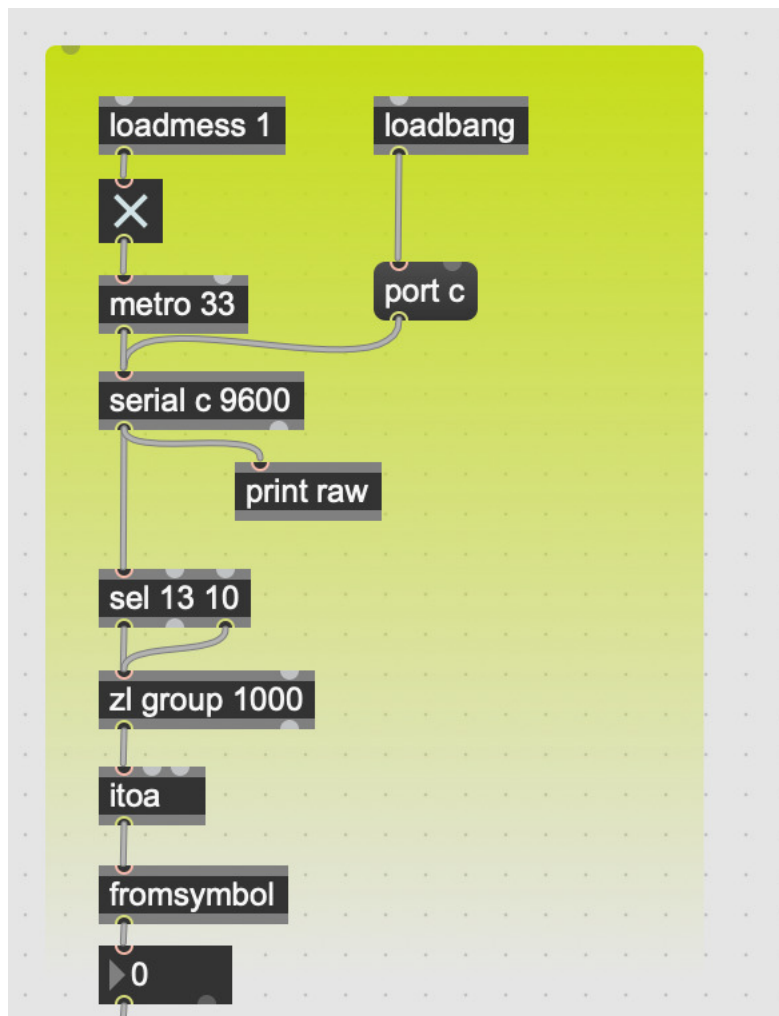 loadmess 1
loadbang
metro 33
port c
serial c 9600
print raw
sel 13 10
zl group 1000
itoa
fromsymbol
0